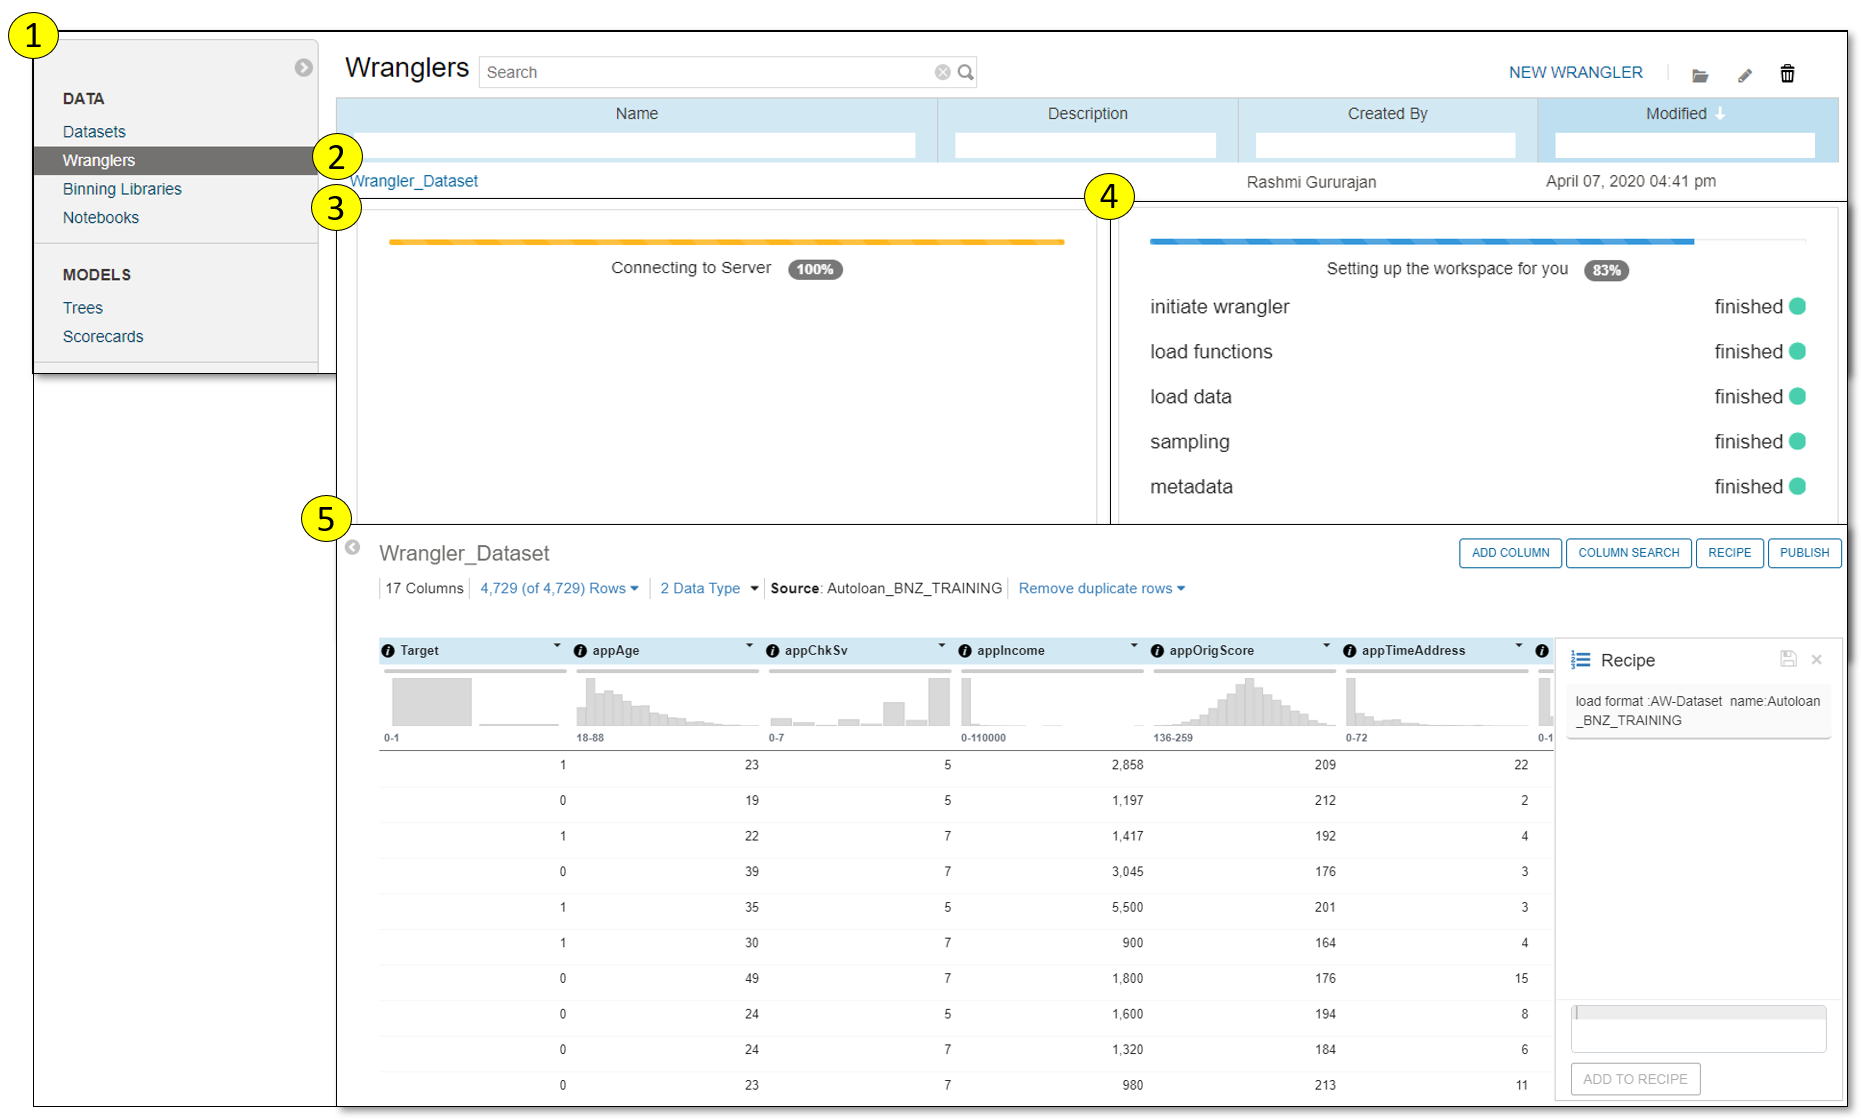 1
DATA
Datasets
Wranglers
Binning Libraries
Notebooks
MODELS
Trees
Scorecards
Wranglers Search NEW WRANGLER
Name Description Created By Modified
2
Wrangler_Dataset Rashmi Gururajan April 07, 2020 04:41 pm
3
Connecting to Server 100%
4
Setting up the workspace for you 83%
initiate wrangler finished
load functions finished
load data finished
sampling finished
metadata finished
5
Wrangler_Dataset ADD COLUMN COLUMN SEARCH RECIPE PUBLISH
17 Columns 4,729 (of 4,729) Rows 2 Data Type Source: Autoloan_BNZ_TRAINING Remove duplicate rows
Target appAge appChkSv appIncome appOrigScore appTimeAddress
0-1 18-88 0-7 0-110000 136-259 0-72 0-1
1 23 5 2,858 209 22
0 19 5 1,197 212 2
1 22 7 1,417 192 4
0 39 7 3,045 176 3
1 35 5 5,500 201 3
1 30 7 900 164 4
0 49 7 1,800 176 15
0 24 5 1,600 194 8
0 24 7 1,320 184 6
0 23 7 980 213 11
Recipe
load format :AW-Dataset name:Autoloan
_BNZ_TRAINING
ADD TO RECIPE